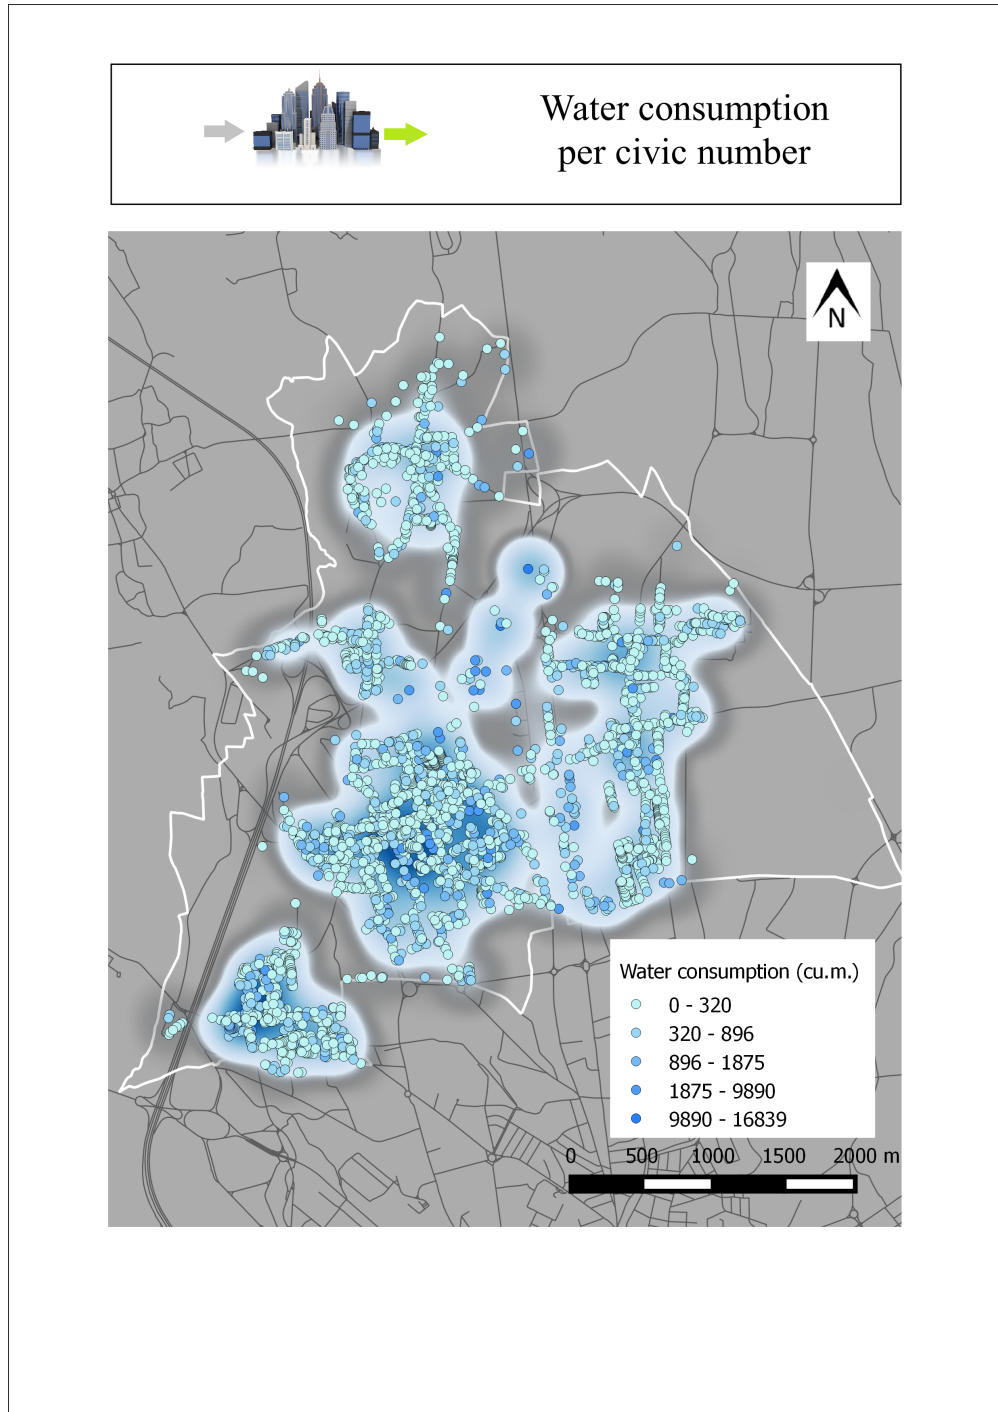 Water consumption
per civic number
N
Water consumption (cu.m.)
0 - 320
320 - 896
896 - 1875
1875 - 9890
9890 - 16839
0 500 1000 1500 2000 m